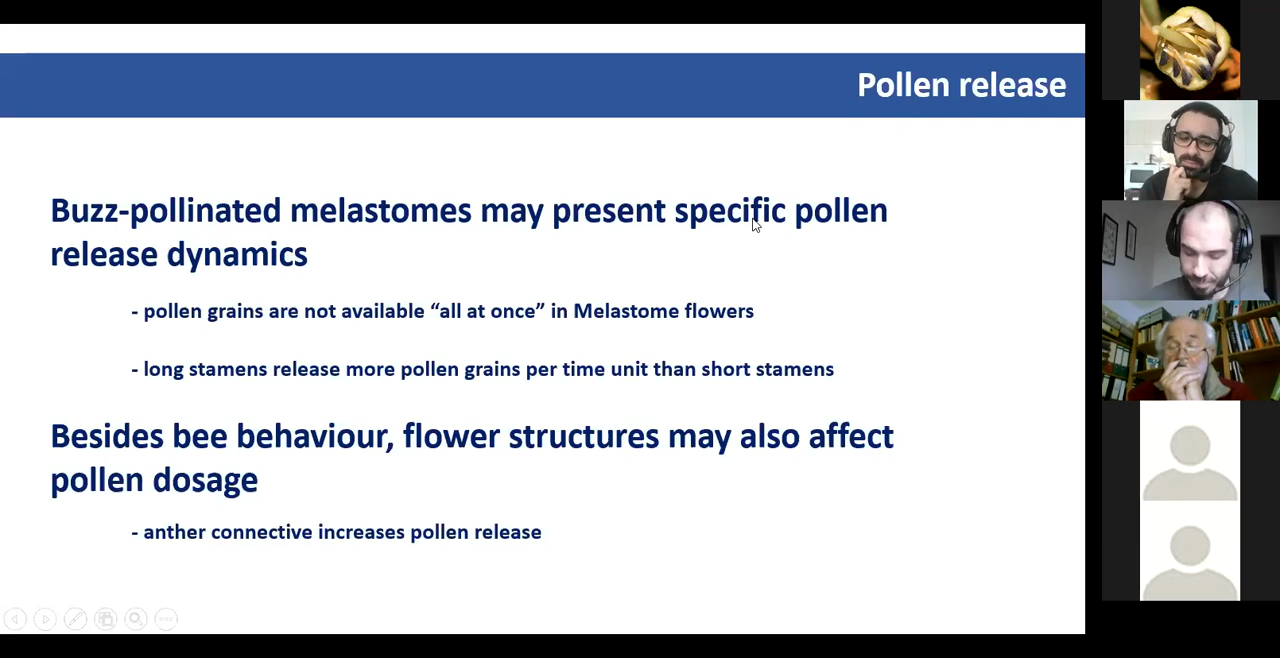 Pollen release
Buzz-pollinated melastomes may present specific pollen
release dynamics
- pollen grains are not available “all at once” in Melastome flowers
- long stamens release more pollen grains per time unit than short stamens
Besides bee behaviour, flower structures may also affect
pollen dosage
- anther connective increases pollen release